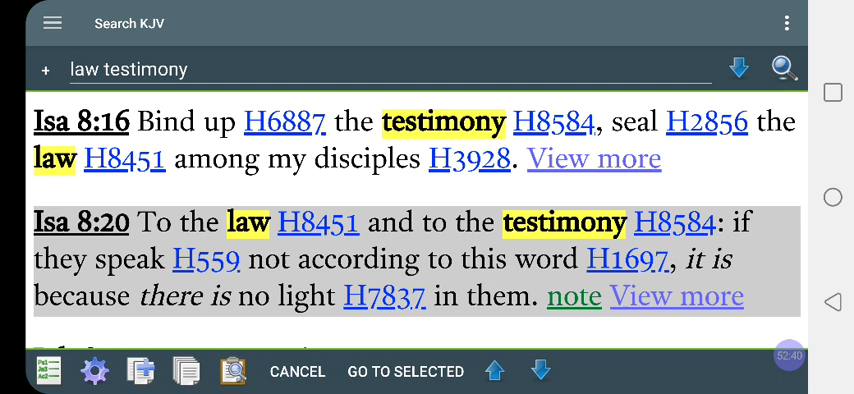 Search KJV
+ law testimony
Isa 8:16 Bind up H6887 the testimony H8584, seal H2856 the
law H8451 among my disciples H3928. View more
Isa 8:20 To the law H8451 and to the testimony H8584: if
they speak H559 not according to this word H1697, it is
because there is no light H7837 in them. note View more
CANCEL GO TO SELECTED
52:40